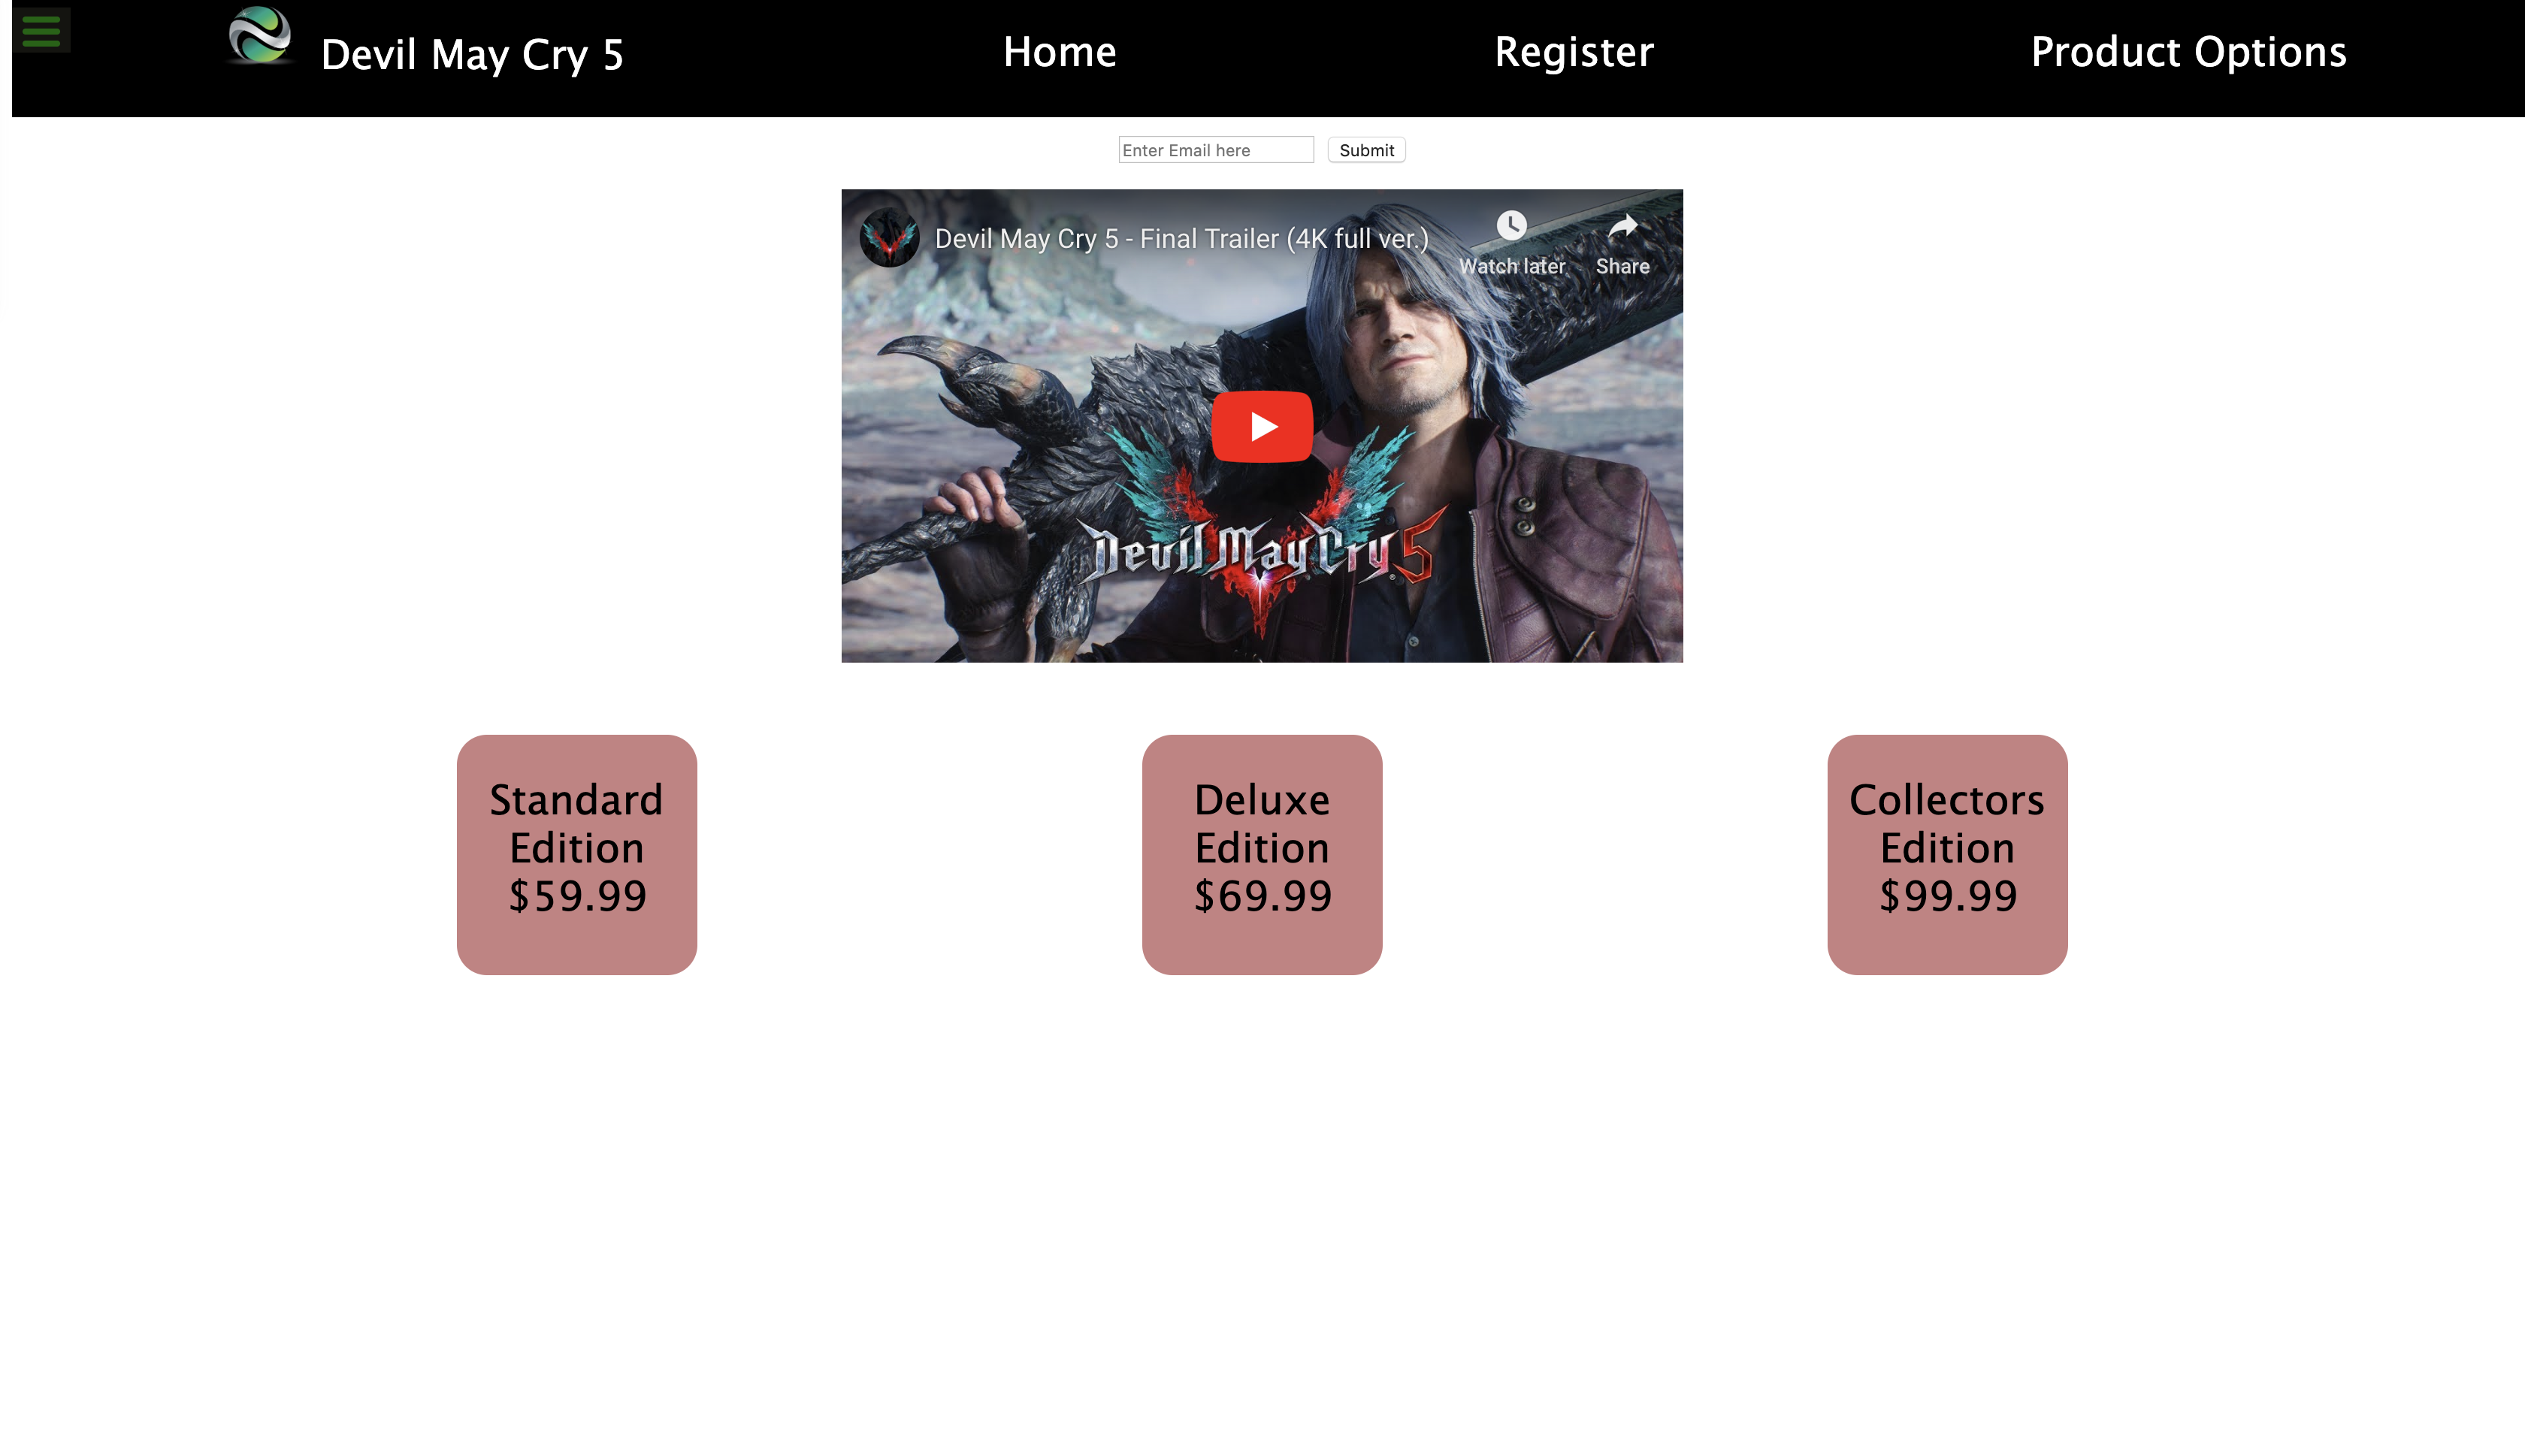 Devil May Cry 5
Home
Register
Product Options
Enter Email here
Submit
Devil May Cry 5 - Final Trailer (4K full ver.)
Watch later
Share
Devil May Cry 5
Standard
Edition
$59.99
Deluxe
Edition
$69.99
Collectors
Edition
$99.99